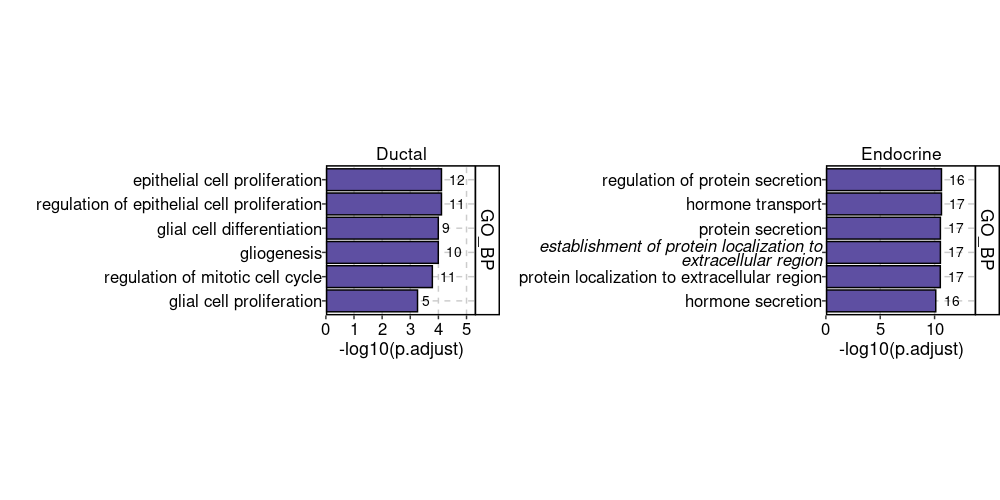 Ductal
epithelial cell proliferation 12
regulation of epithelial cell proliferation 11
glial cell differentiation 9
gliogenesis 10
regulation of mitotic cell cycle 11
glial cell proliferation 5
GO_BP
0 1 2 3 4 5
-log10(p.adjust)
Endocrine
regulation of protein secretion 16
hormone transport 17
protein secretion 17
establishment of protein localization to
extracellular region 17
protein localization to extracellular region 17
hormone secretion 16
GO_BP
0 5 10
-log10(p.adjust)